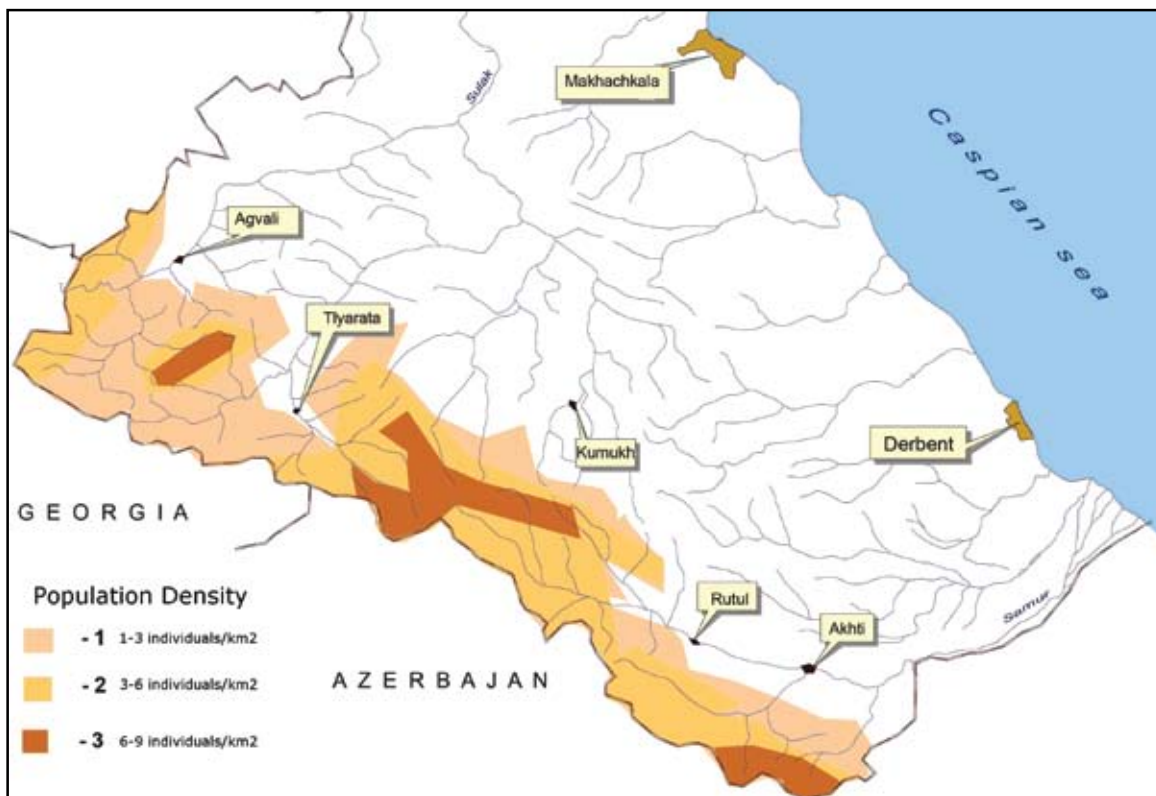 Makhachkala
Sulak
Caspian sea
Agvali
Tlyarata
Kumukh
Derbent
GEORGIA
Samur
Rutul
Akhti
AZERBAJAN
Population Density
- 1 1-3 individuals/km2
- 2 3-6 individuals/km2
- 3 6-9 individuals/km2